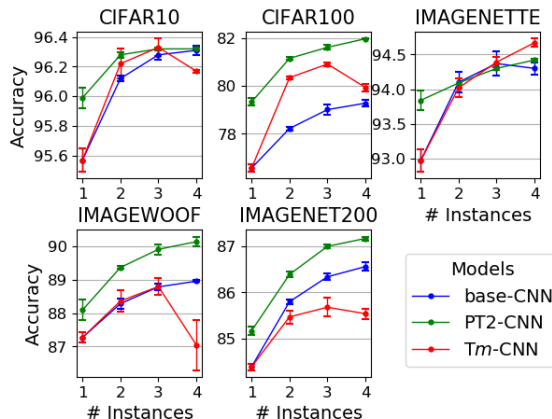 CIFAR10
CIFAR100
IMAGENETTE
Accuracy
96.4
96.2
96.0
95.8
95.6
82
80
78
94.5
94.0
93.5
93.0
1 2 3 4
1 2 3 4
1 2 3 4
# Instances
IMAGEWOOF
IMAGENET200
Accuracy
90
89
88
87
87
86
85
1 2 3 4
1 2 3 4
# Instances
# Instances
Models
base-CNN
PT2-CNN
Tm-CNN